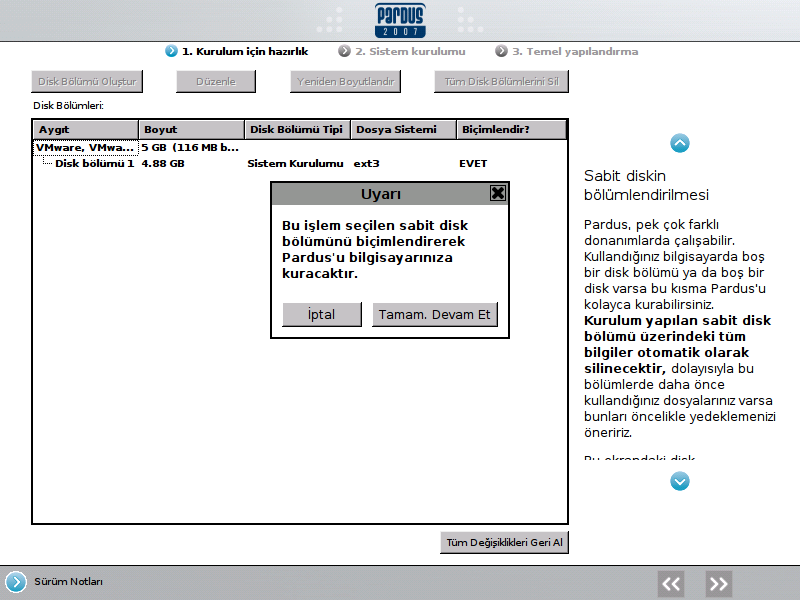 PARDUS
2007
1. Kurulum için hazırlık 2. Sistem kurulumu 3. Temel yapılandırma
Disk Bölümü Oluştur Düzenle Yeniden Boyutlandır Tüm Disk Bölümlerini Sil
Disk Bölümleri:
Aygıt Boyut Disk Bölümü Tipi Dosya Sistemi Biçimlendir?
VMware, VMwa... 5 GB (116 MB b...
Disk bölümü 1 4.88 GB Sistem Kurulumu ext3 EVET
Uyarı
Bu işlem seçilen sabit disk
bölümünü biçimlendirerek
Pardus'u bilgisayarınıza
kuracaktır.
İptal Tamam. Devam Et
Sabit diskin
bölümlendirilmesi
Pardus, pek çok farklı
donanımlarda çalışabilir.
Kullandığınız bilgisayarda boş
bir disk bölümü ya da boş bir
disk varsa bu kısma Pardus'u
kolayca kurabilirsiniz.
Kurulum yapılan sabit disk
bölümü üzerindeki tüm
bilgiler otomatik olarak
silinecektir, dolayısıyla bu
bölümlerde daha önce
kullandığınız dosyalarınız varsa
bunları öncelikle yedeklemenizi
öneririz.
Bu ekrandaki disk
Tüm Değişiklikleri Geri Al
Sürüm Notları